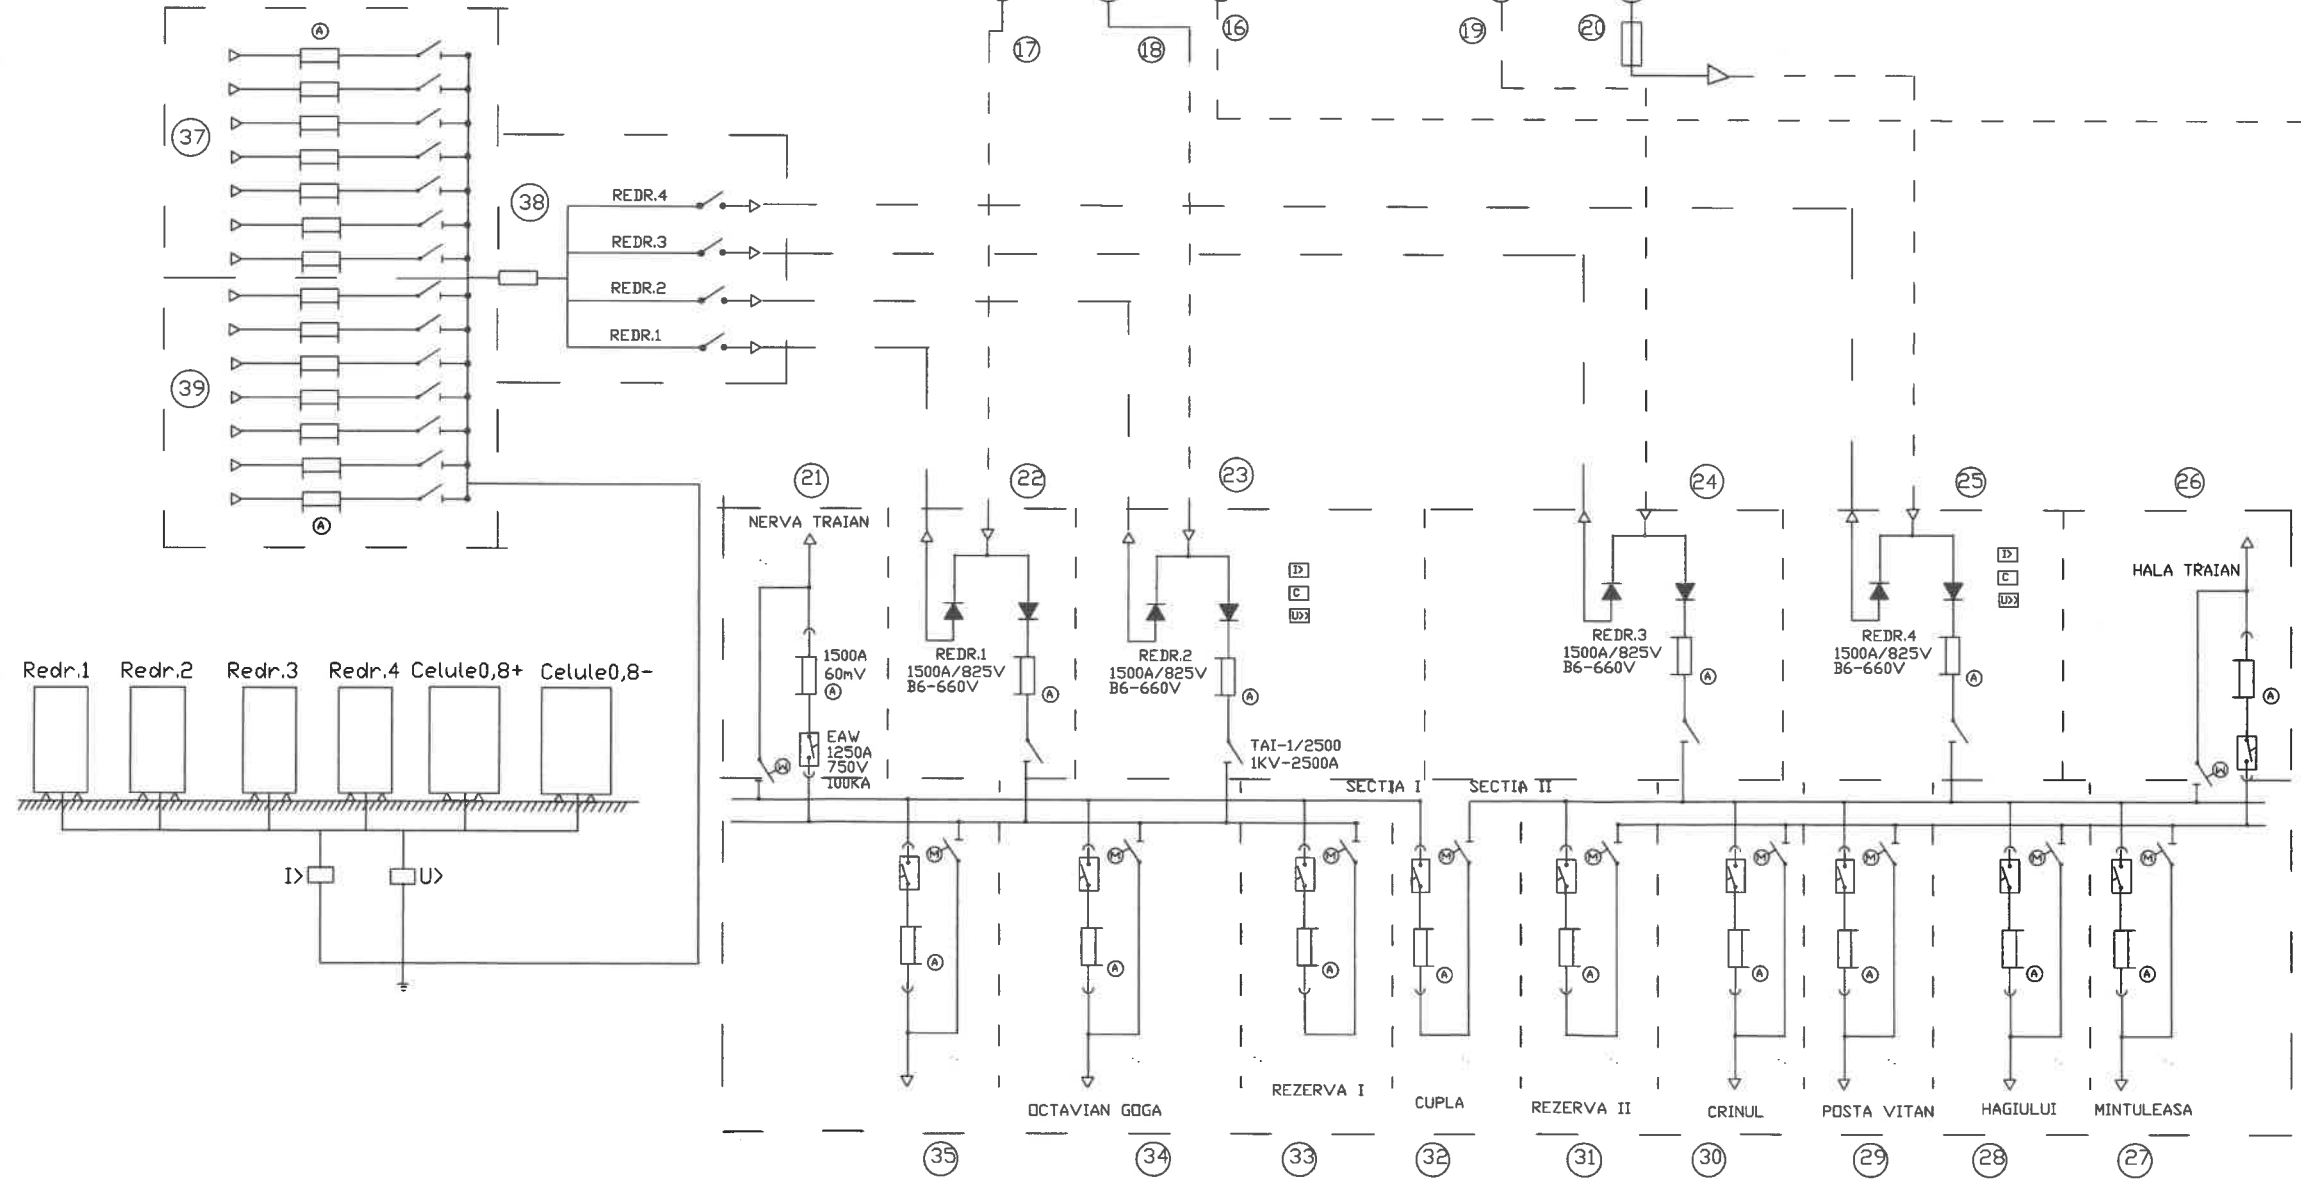 A
16
17
18
19
20
37
38
39
REDR.4
REDR.3
REDR.2
REDR.1
A
21
22
23
24
25
26
NERVA TRAIAN
HALA TRAIAN
I>
C
U>>
I>
C
U>>
1500A
60mV
A
REDR.1
1500A/825V
B6-660V
A
REDR.2
1500A/825V
B6-660V
A
REDR.3
1500A/825V
B6-660V
A
REDR.4
1500A/825V
B6-660V
A
A
EAW
1250A
750V
100KA
M
TAI-1/2500
1KV-2500A
M
SECTIA I
SECTIA II
Redr.1
Redr.2
Redr.3
Redr.4
Celule0,8+
Celule0,8-
I>
U>
M
M
M
M
M
M
M
M
M
A
A
A
A
A
A
A
A
A
OCTAVIAN GOGA
REZERVA I
CUPLA
REZERVA II
CRINUL
POSTA VITAN
HAGIULUI
MINTULEASA
35
34
33
32
31
30
29
28
27